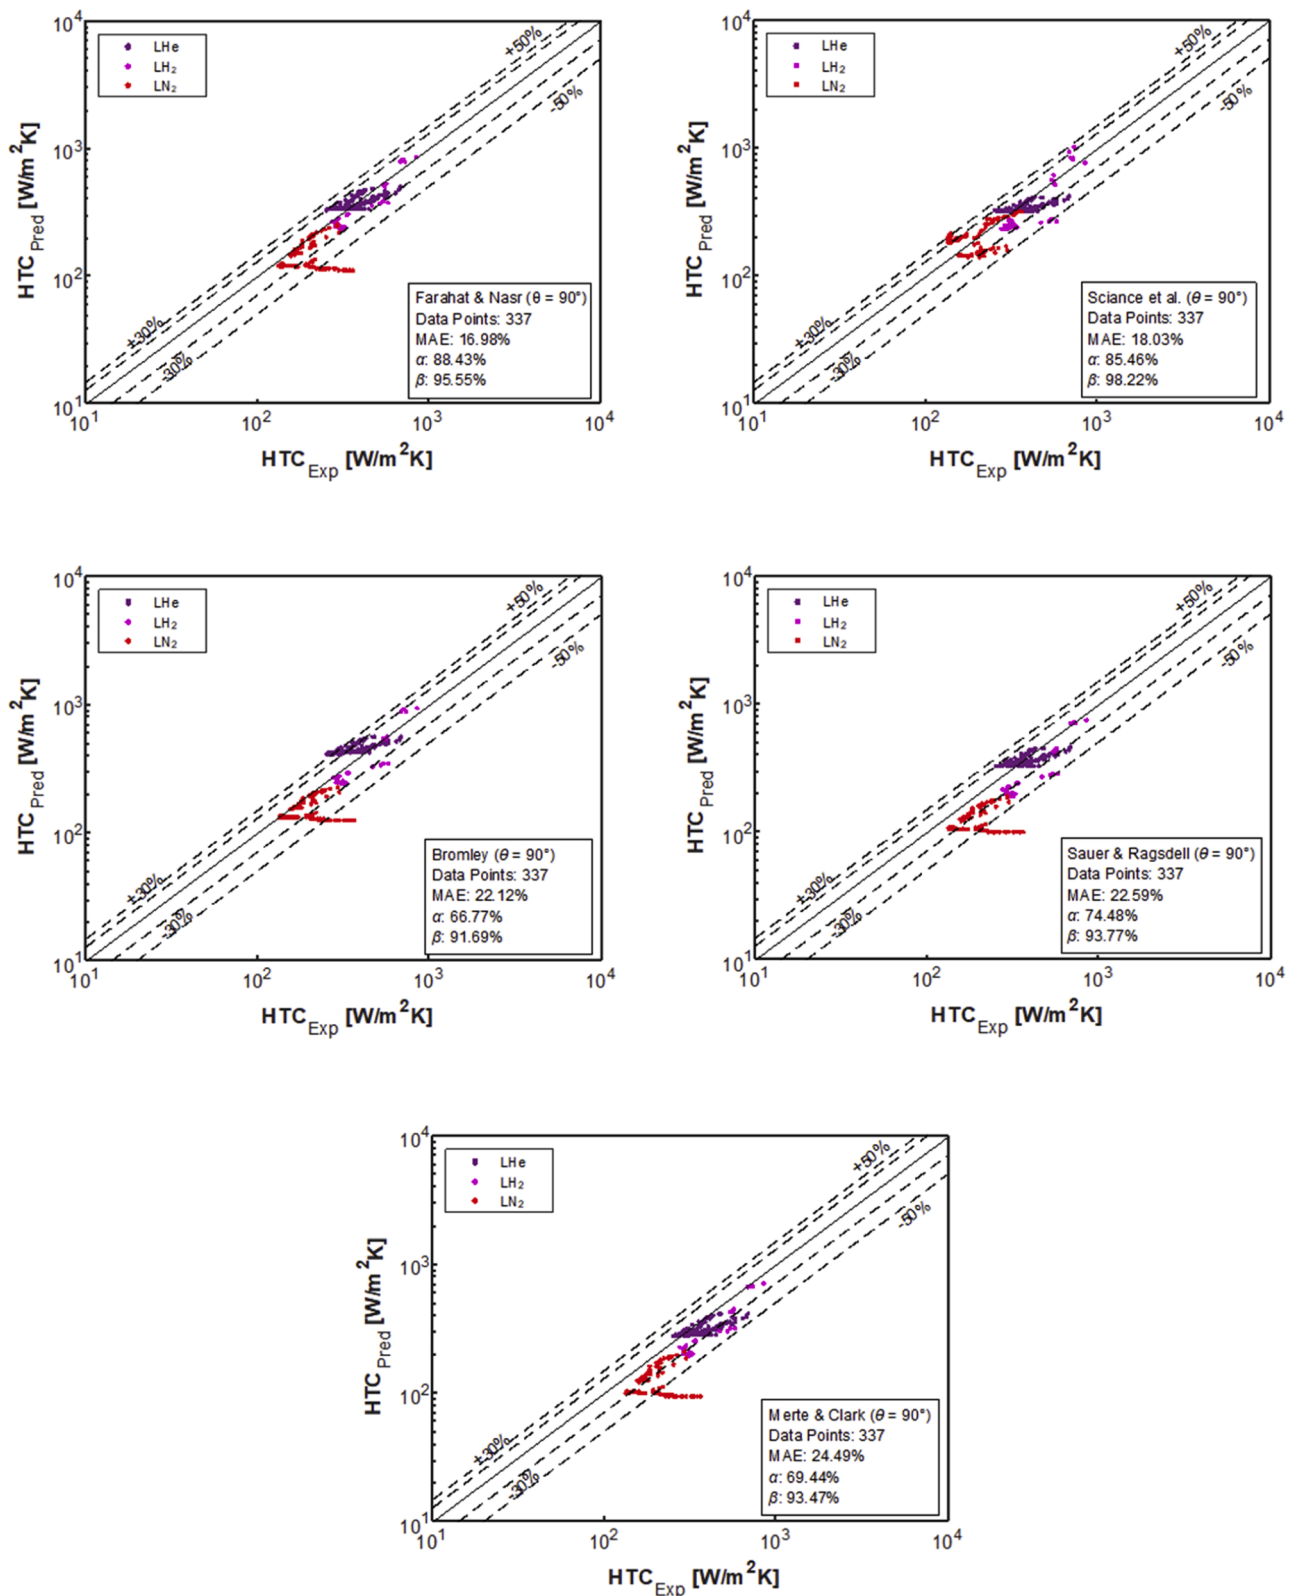 10⁴
LHe
LH₂
LN₂
+50%
-50%
10³
HTC_Pred [W/m²K]
10²
+30%
-30%
Farahat & Nasr (θ = 90°)
Data Points: 337
MAE: 16.98%
α: 88.43%
β: 95.55%
10¹
10¹ 10² 10³ 10⁴
HTC_Exp [W/m²K]
10⁴
LHe
LH₂
LN₂
+50%
-50%
10³
HTC_Pred [W/m²K]
10²
+30%
-30%
Sciance et al. (θ = 90°)
Data Points: 337
MAE: 18.03%
α: 85.46%
β: 98.22%
10¹
10¹ 10² 10³ 10⁴
HTC_Exp [W/m²K]
10⁴
LHe
LH₂
LN₂
+50%
-50%
10³
HTC_Pred [W/m²K]
10²
+30%
-30%
Bromley (θ = 90°)
Data Points: 337
MAE: 22.12%
α: 66.77%
β: 91.69%
10¹
10¹ 10² 10³ 10⁴
HTC_Exp [W/m²K]
10⁴
LHe
LH₂
LN₂
+50%
-50%
10³
HTC_Pred [W/m²K]
10²
+30%
-30%
Sauer & Ragsdell (θ = 90°)
Data Points: 337
MAE: 22.59%
α: 74.48%
β: 93.77%
10¹
10¹ 10² 10³ 10⁴
HTC_Exp [W/m²K]
10⁴
LHe
LH₂
LN₂
+50%
-50%
10³
HTC_Pred [W/m²K]
10²
+30%
-30%
Merte & Clark (θ = 90°)
Data Points: 337
MAE: 24.49%
α: 69.44%
β: 93.47%
10¹
10¹ 10² 10³ 10⁴
HTC_Exp [W/m²K]